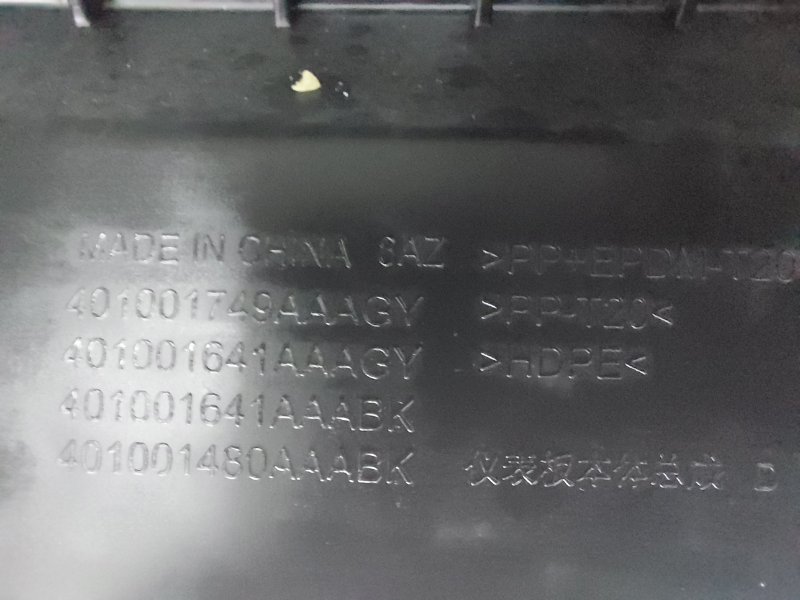 MADE IN CHINA 8AZ >PP+EPDM-T20
401001749AAAGY >PP-T20<
401001641AAAGY >HDPE<
401001641AAABK
401001480AAABK 仪表板本体总成 D